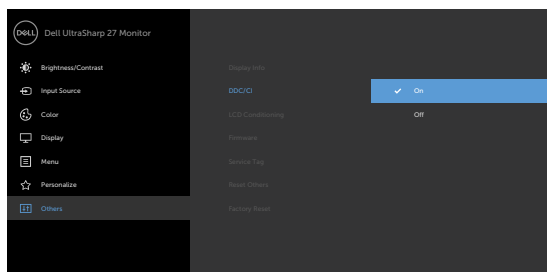 DELL Dell UltraSharp 27 Monitor
Brightness/Contrast
Input Source
Color
Display
Menu
Personalize
Others
Display Info
DDC/CI
LCD Conditioning
Firmware
Service Tag
Reset Others
Factory Reset
On
Off